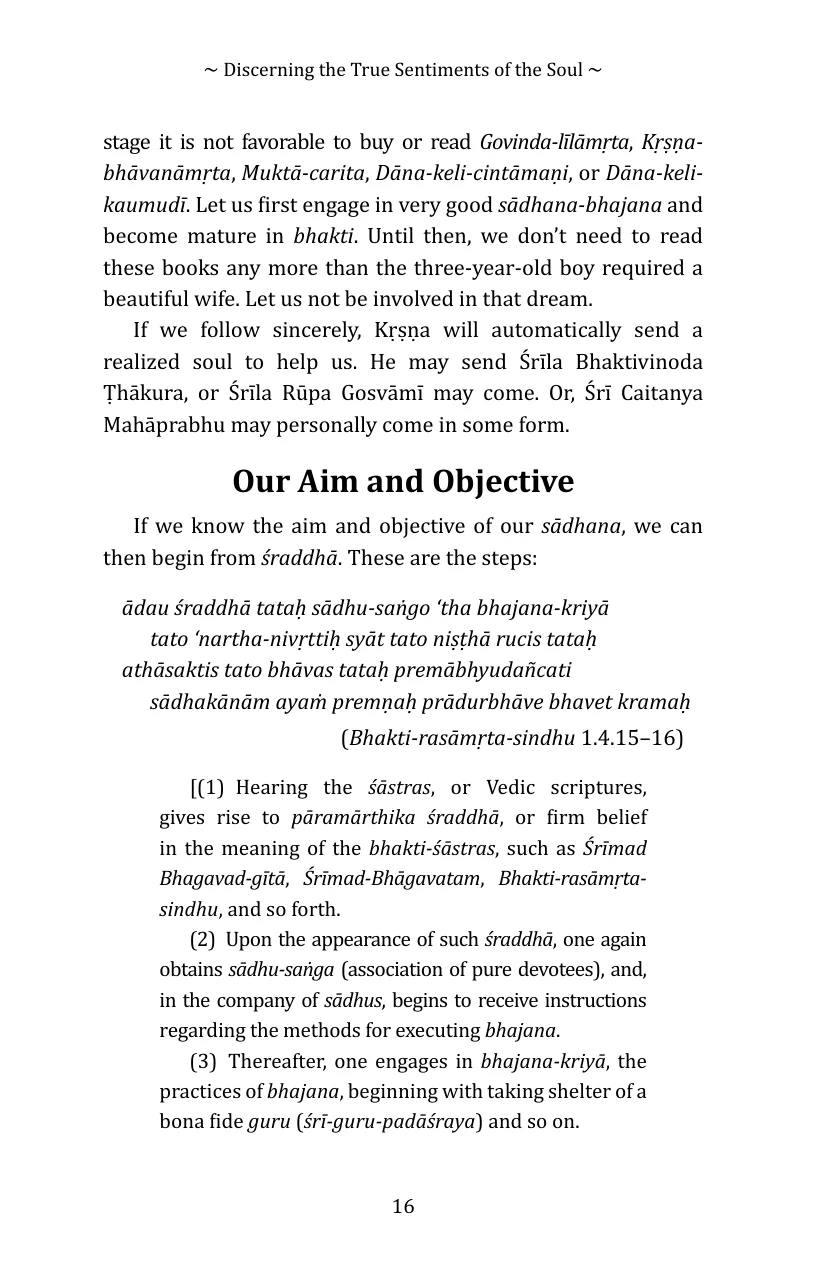 ~ Discerning the True Sentiments of the Soul ~
stage it is not favorable to buy or read Govinda-līlāmṛta, Kṛṣṇa-
bhāvanāmṛta, Muktā-carita, Dāna-keli-cintāmaṇi, or Dāna-keli-
kaumudī. Let us first engage in very good sādhana-bhajana and
become mature in bhakti. Until then, we don’t need to read
these books any more than the three-year-old boy required a
beautiful wife. Let us not be involved in that dream.
If we follow sincerely, Kṛṣṇa will automatically send a
realized soul to help us. He may send Śrīla Bhaktivinoda
Ṭhākura, or Śrīla Rūpa Gosvāmī may come. Or, Śrī Caitanya
Mahāprabhu may personally come in some form.
Our Aim and Objective
If we know the aim and objective of our sādhana, we can
then begin from śraddhā. These are the steps:
ādau śraddhā tataḥ sādhu-saṅgo ‘tha bhajana-kriyā
tato ‘nartha-nivṛttiḥ syāt tato niṣṭhā rucis tataḥ
athāsaktis tato bhāvas tataḥ premābhyudañcati
sādhakānām ayaṁ premṇaḥ prādurbhāve bhavet kramaḥ
(Bhakti-rasāmṛta-sindhu 1.4.15–16)
[(1) Hearing the śāstras, or Vedic scriptures,
gives rise to pāramārthika śraddhā, or firm belief
in the meaning of the bhakti-śāstras, such as Śrīmad
Bhagavad-gītā, Śrīmad-Bhāgavatam, Bhakti-rasāmṛta-
sindhu, and so forth.
(2) Upon the appearance of such śraddhā, one again
obtains sādhu-saṅga (association of pure devotees), and,
in the company of sādhus, begins to receive instructions
regarding the methods for executing bhajana.
(3) Thereafter, one engages in bhajana-kriyā, the
practices of bhajana, beginning with taking shelter of a
bona fide guru (śrī-guru-padāśraya) and so on.
16